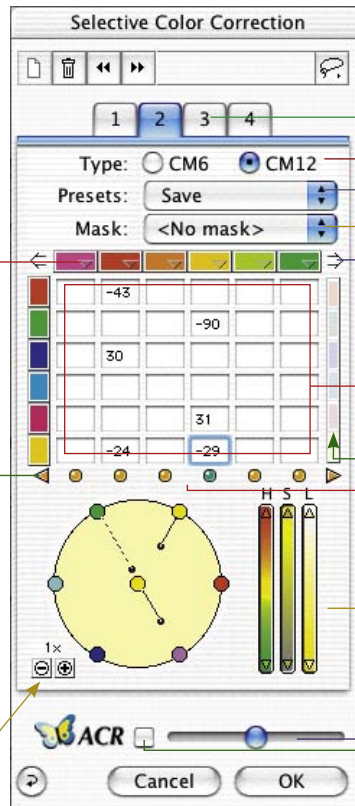 Selective Color Correction
1 2 3 4
Type: CM6 CM12
Presets: Save
Mask: <No mask>
-43
-90
30
31
-24 -29
H S L
1x
ACR
Cancel OK